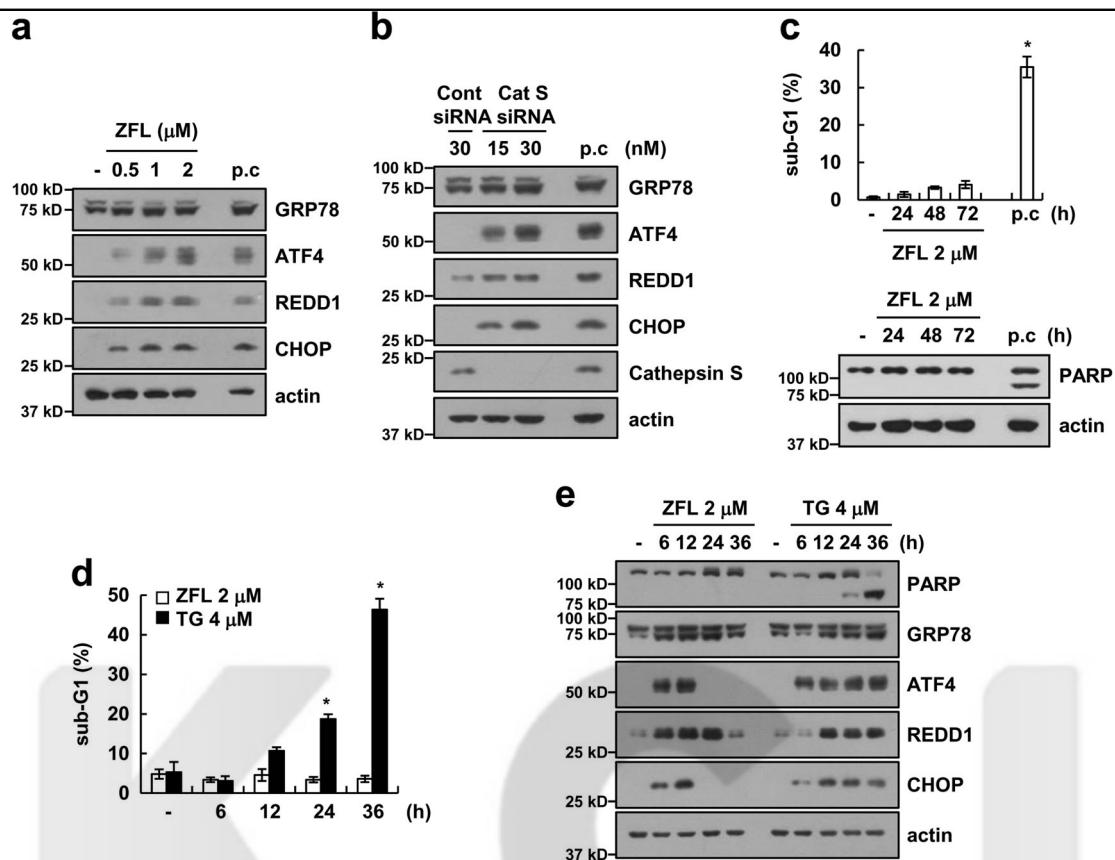 a
ZFL (μM)
- 0.5 1 2 p.c
100 kD
75 kD
GRP78
50 kD
ATF4
25 kD
REDD1
25 kD
CHOP
37 kD
actin
b
Cont siRNA
Cat S siRNA
30 15 30 p.c (nM)
100 kD
75 kD
GRP78
50 kD
ATF4
25 kD
REDD1
CHOP
25 kD
Cathepsin S
37 kD
actin
c
sub-G1 (%)
40
30
20
10
0
*
- 24 48 72 p.c (h)
ZFL 2 μM
ZFL 2 μM
- 24 48 72 p.c (h)
100 kD
75 kD
PARP
37 kD
actin
d
ZFL 2 μM
TG 4 μM
sub-G1 (%)
50
40
30
20
10
0
*
*
- 6 12 24 36 (h)
e
ZFL 2 μM TG 4 μM
- 6 12 24 36 - 6 12 24 36 (h)
100 kD
75 kD
PARP
100 kD
75 kD
GRP78
50 kD
ATF4
25 kD
REDD1
25 kD
CHOP
37 kD
actin